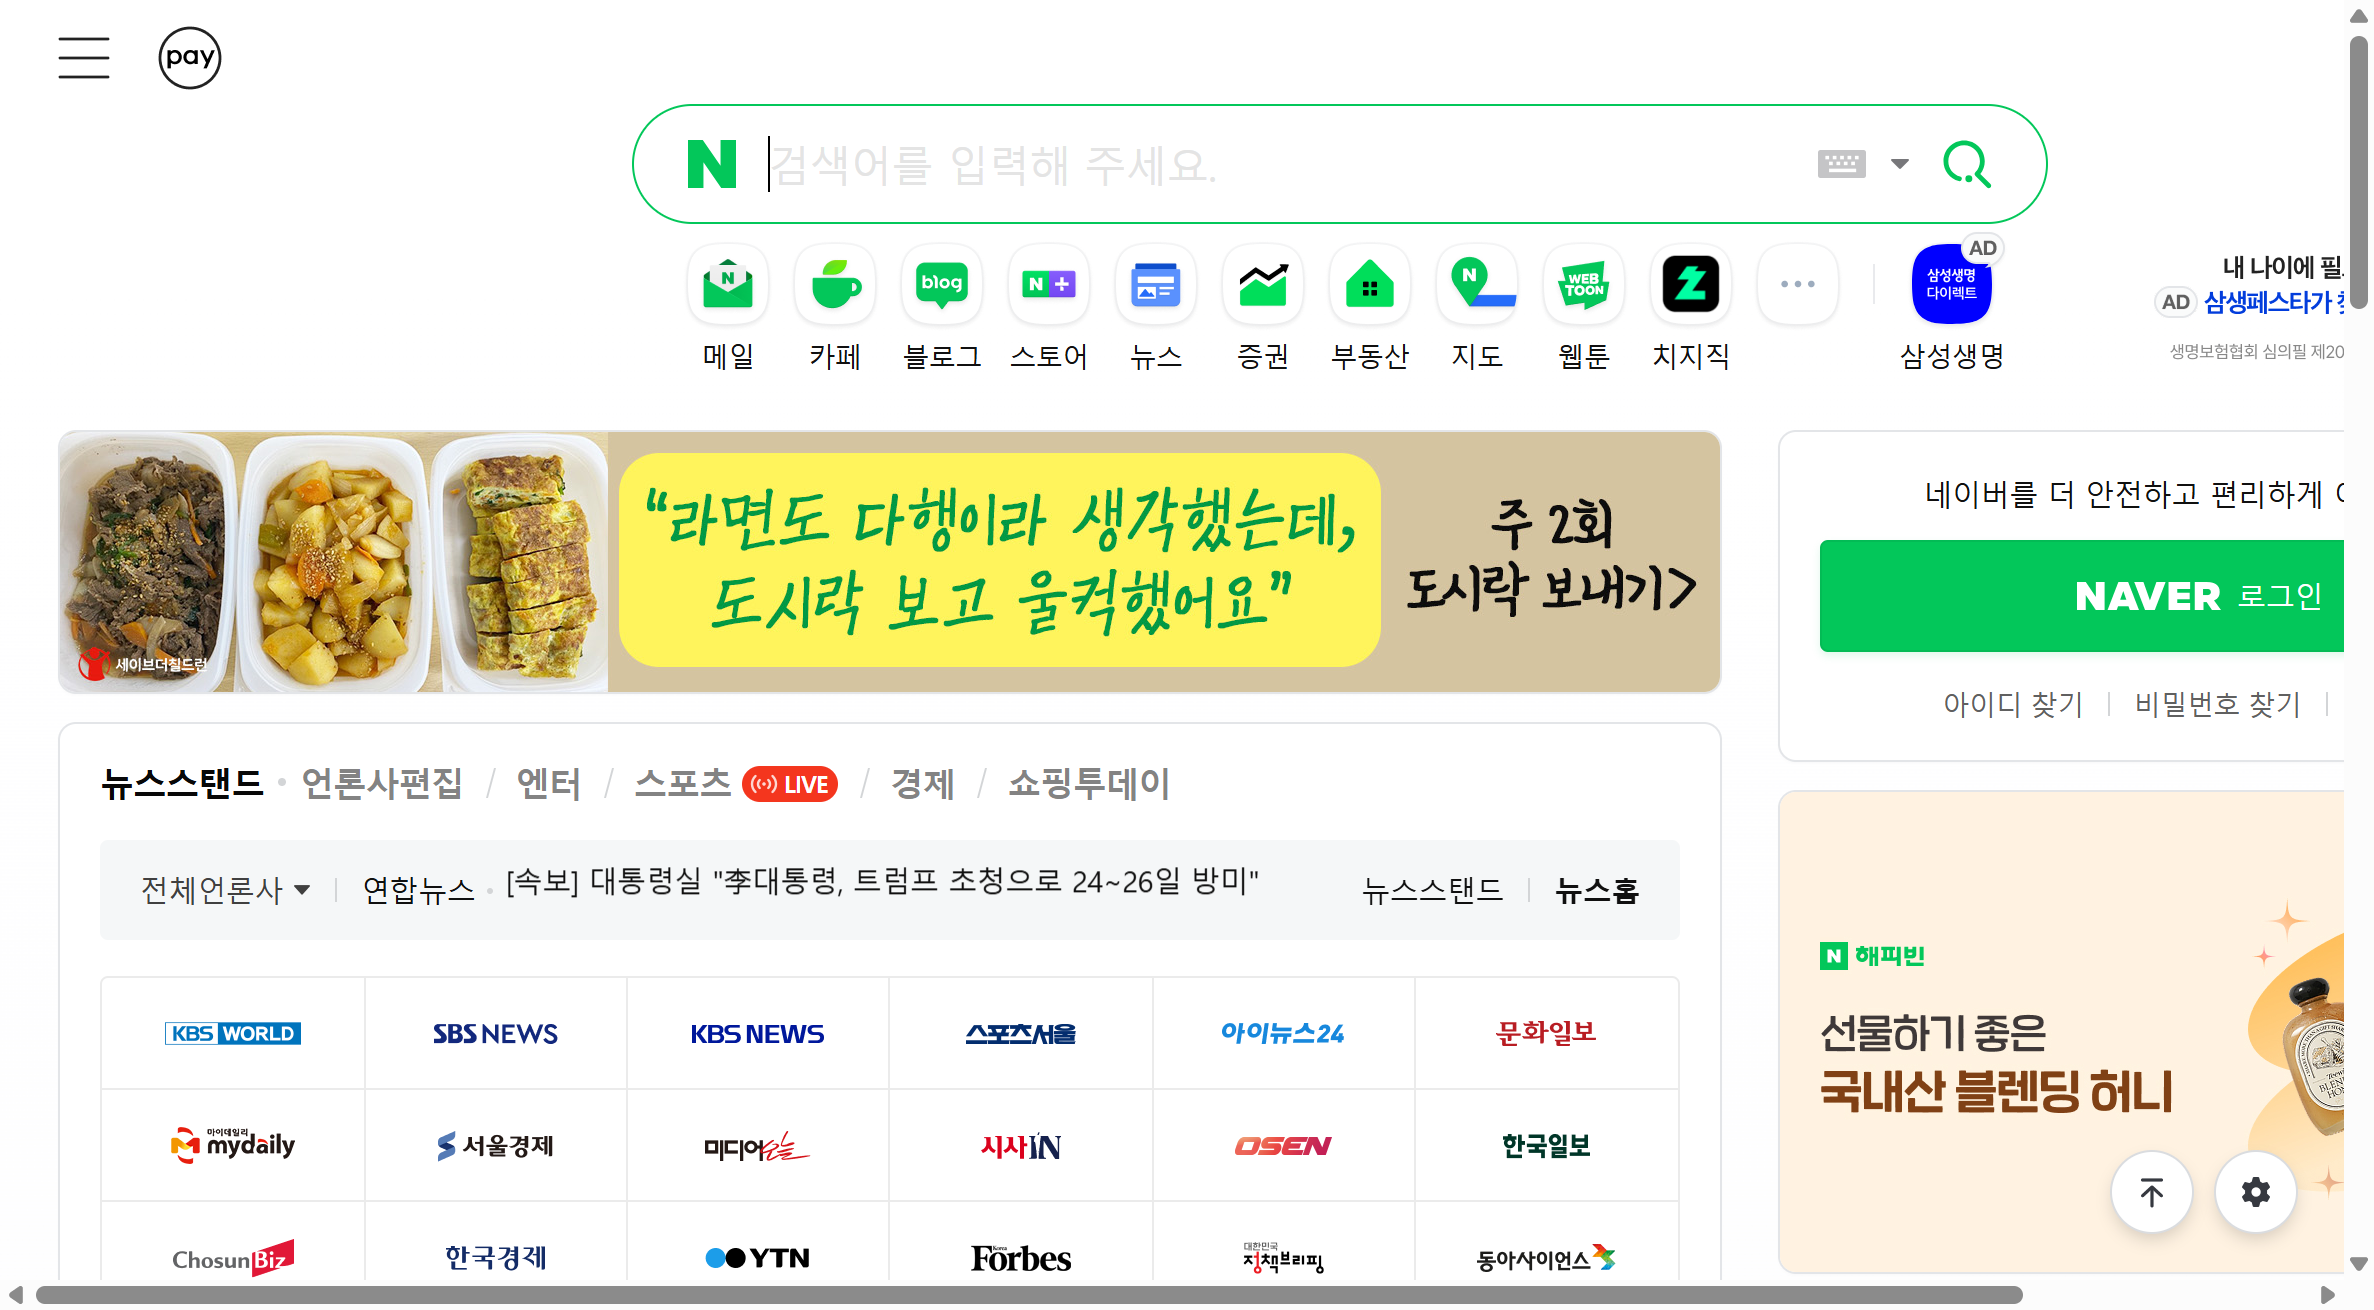 pay
N 검색어를 입력해 주세요.
메일
blog
N+
WEB TOON
카페
블로그
스토어
뉴스
증권
부동산
지도
웹툰
치지직
AD
삼성생명
다이렉트
삼성생명
내 나이에 필
AD 삼생페스타가
생명보험협회 심의필 제20
세이브더칠드런
“라면도 다행이라 생각했는데,
도시락 보고 울컥했어요”
주 2회
도시락 보내기>
네이버를 더 안전하고 편리하게
NAVER 로그인
아이디 찾기
비밀번호 찾기
뉴스스탠드
언론사편집
엔터
스포츠 LIVE
경제
쇼핑투데이
전체언론사
연합뉴스
[속보] 대통령실 "李대통령, 트럼프 초청으로 24~26일 방미"
뉴스스탠드
뉴스홈
KBS WORLD
SBS NEWS
KBS NEWS
스포츠서울
아이뉴스24
문화일보
마이데일리
mydaily
서울경제
미디어오늘
시사IN
OSEN
한국일보
ChosunBiz
한국경제
YTN
Forbes
Korea
대한민국
정책브리핑
동아사이언스
N 해피빈
선물하기 좋은
국내산 블렌딩 허니